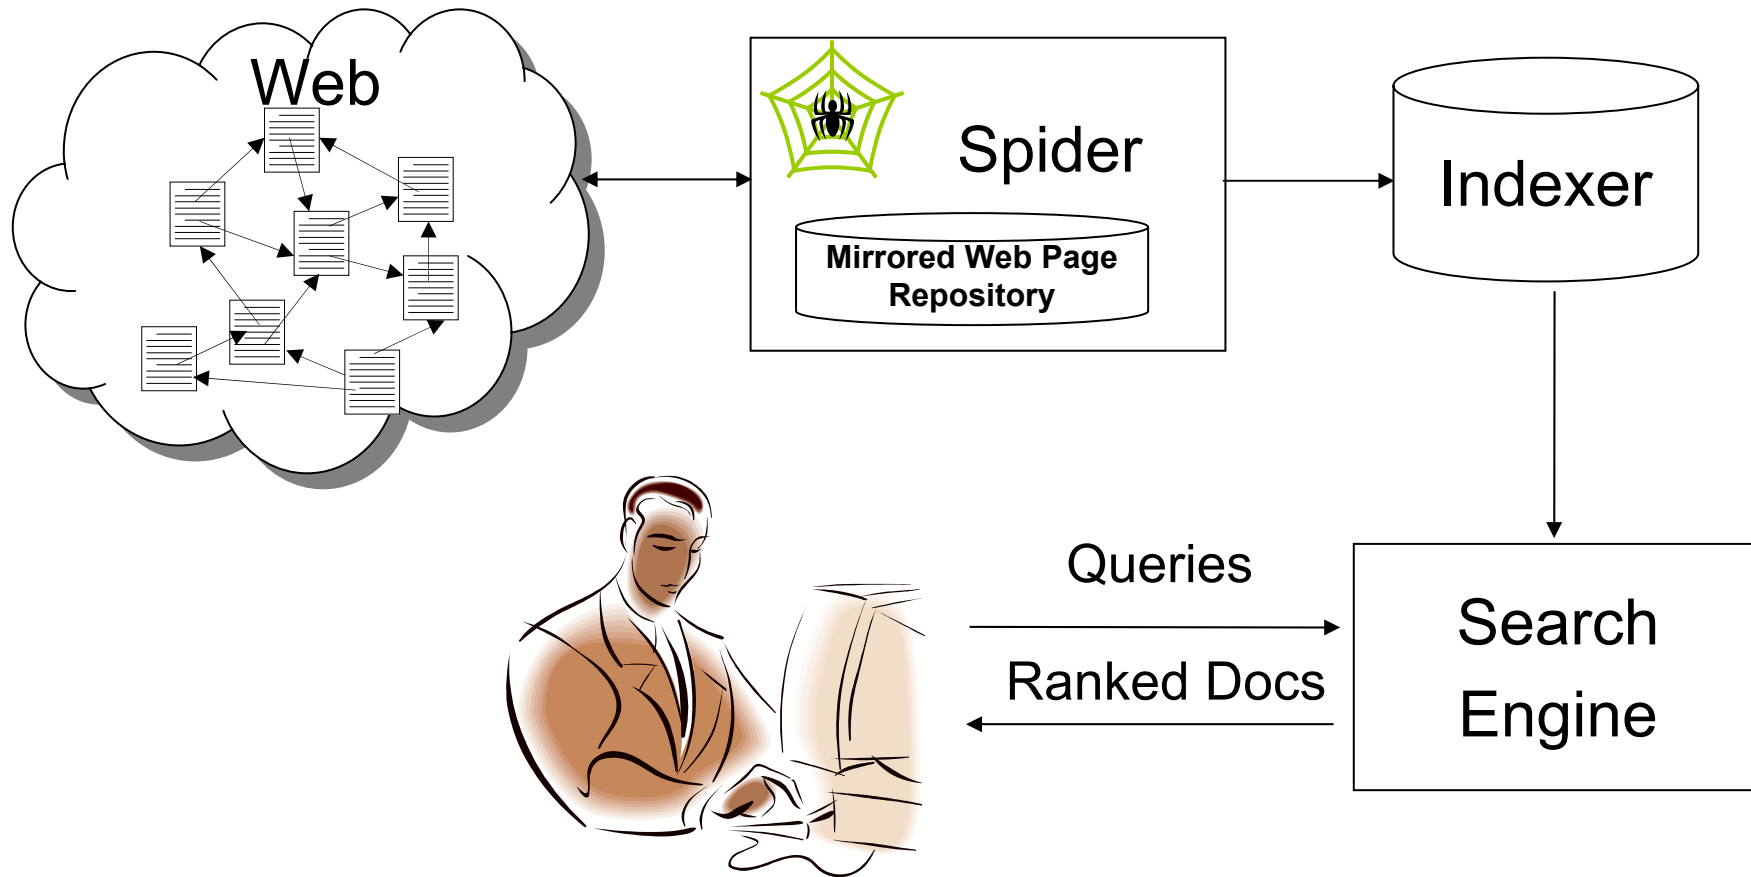 Web
Spider
Mirrored Web Page
Repository
Indexer
Queries
Ranked Docs
Search
Engine